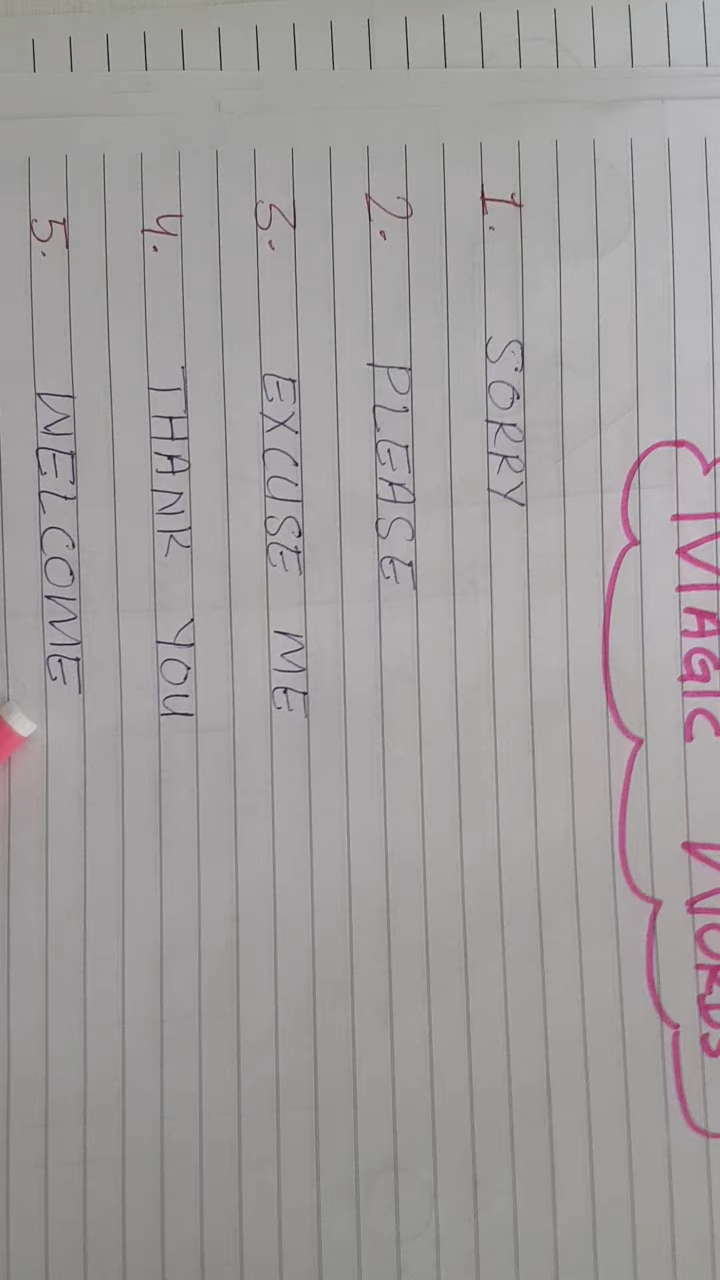 MAGIC WORDS
1. SORRY
2. PLEASE
3. EXCUSE ME
4. THANK YOU
5. WELCOME